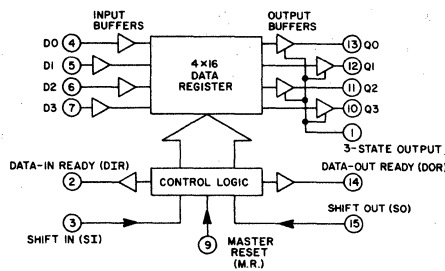 INPUT
BUFFERS
OUTPUT
BUFFERS
D0 4
D1 5
D2 6
D3 7
4×16
DATA
REGISTER
13 Q0
12 Q1
11 Q2
10 Q3
1
3-STATE OUTPUT
DATA-IN READY (DIR)
2
DATA-OUT READY (DOR)
14
CONTROL LOGIC
3
SHIFT IN (SI)
9
MASTER
RESET
(M.R.)
SHIFT OUT (SO)
15